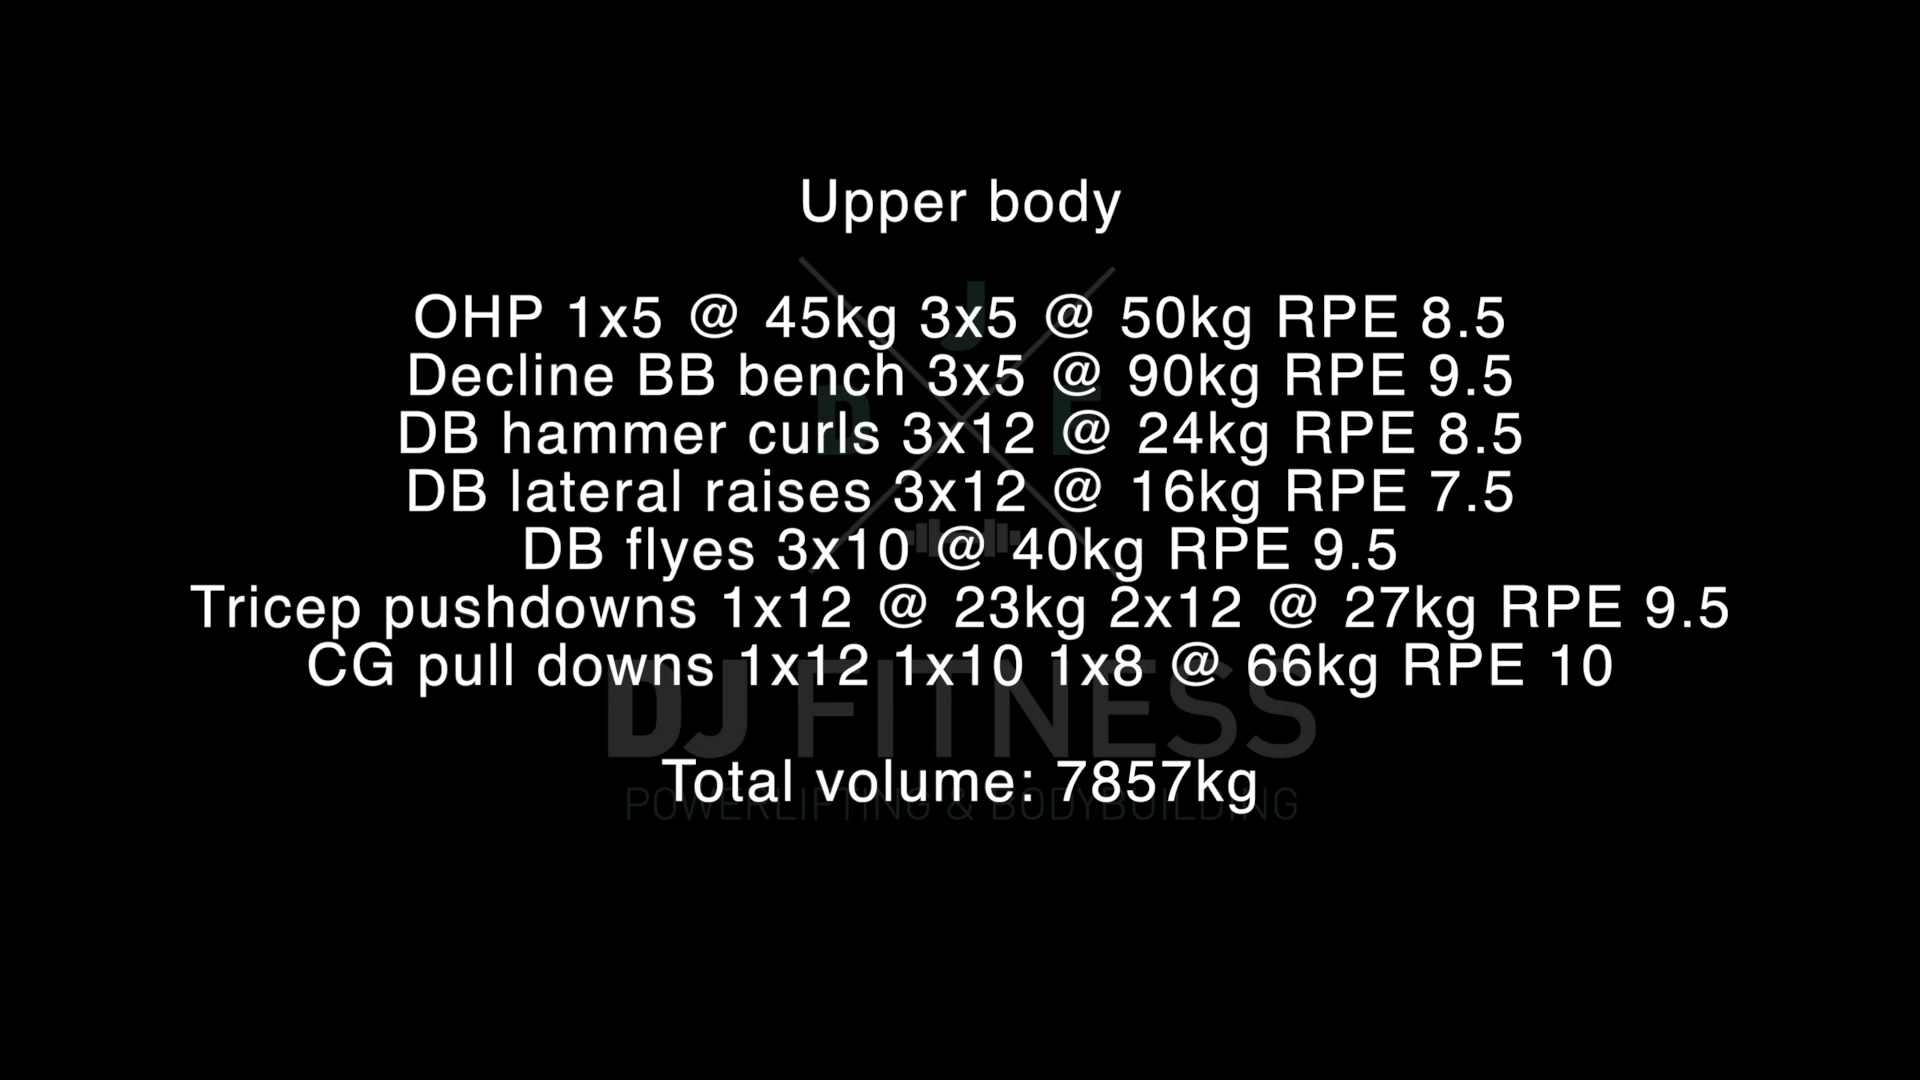 Upper body
OHP 1x5 @ 45kg 3x5 @ 50kg RPE 8.5
Decline BB bench 3x5 @ 90kg RPE 9.5
DB hammer curls 3x12 @ 24kg RPE 8.5
DB lateral raises 3x12 @ 16kg RPE 7.5
DB flyes 3x10 @ 40kg RPE 9.5
Tricep pushdowns 1x12 @ 23kg 2x12 @ 27kg RPE 9.5
CG pull downs 1x12 1x10 1x8 @ 66kg RPE 10
Total volume: 7857kg
J
D F
DJ FITNESS
POWERLIFTING & BODYBUILDING